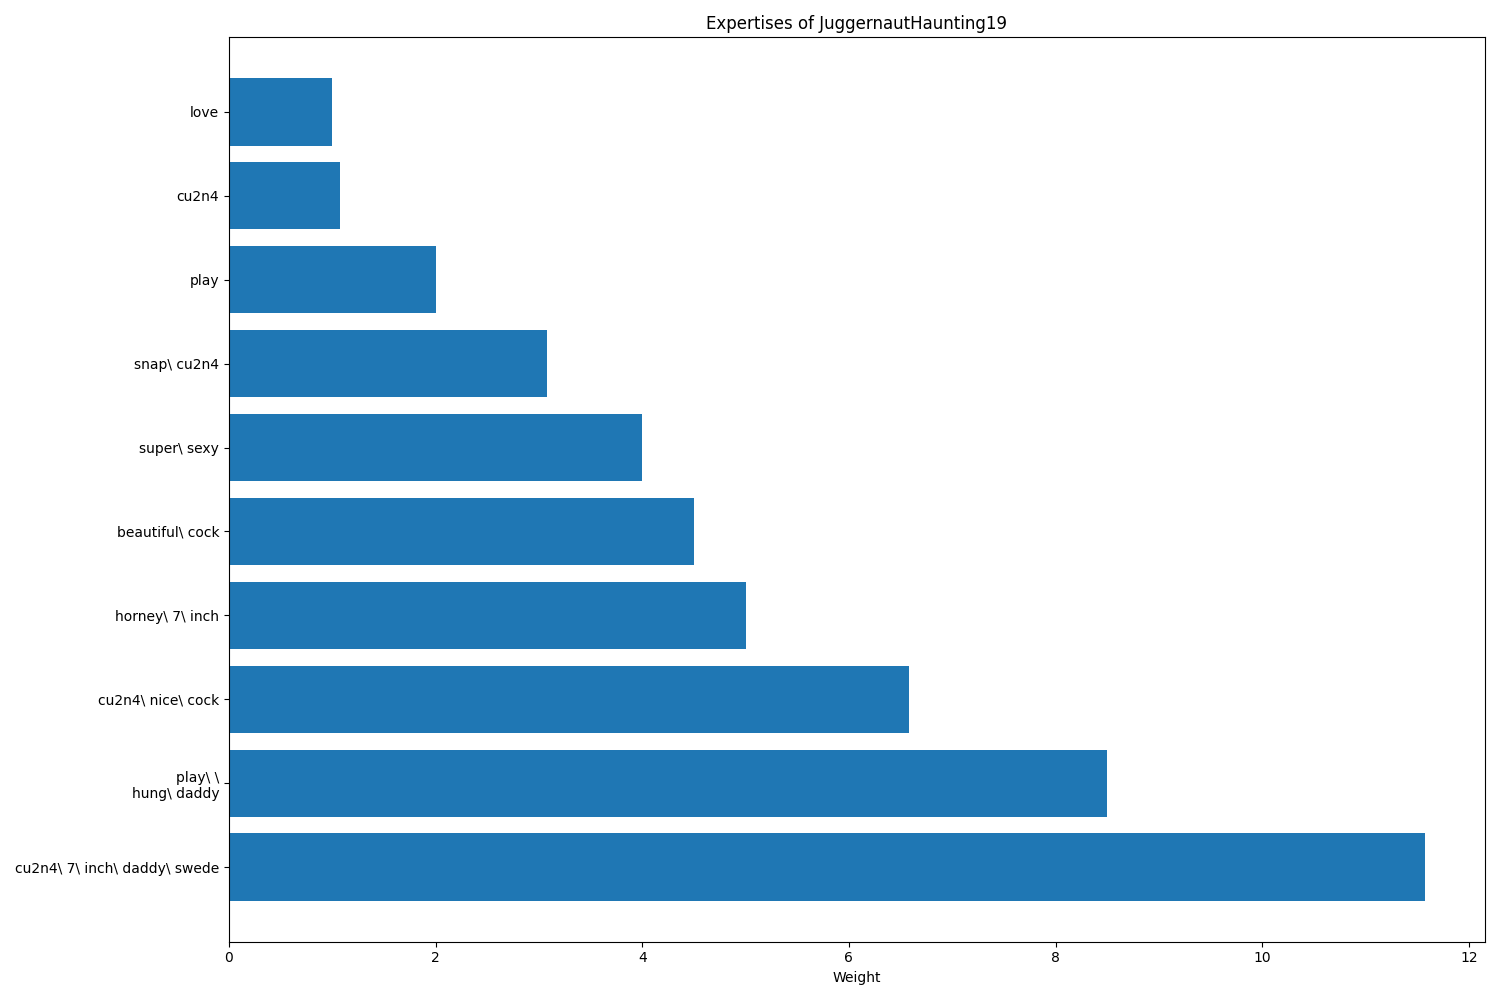 Expertises of JuggernautHaunting19
love
cu2n4
play
snap\ cu2n4
super\ sexy
beautiful\ cock
horney\ 7\ inch
cu2n4\ nice\ cock
play\ \
hung\ daddy
cu2n4\ 7\ inch\ daddy\ swede
0 2 4 6 8 10 12
Weight